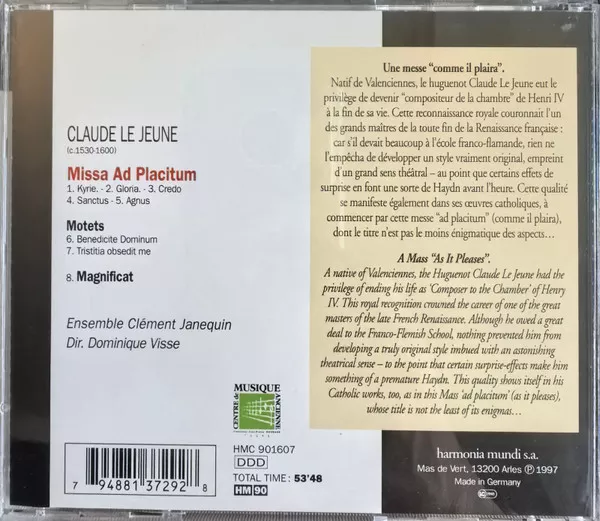 CLAUDE LE JEUNE
(c.1530-1600)
Missa Ad Placitum
1. Kyrie. - 2. Gloria. - 3. Credo
4. Sanctus - 5. Agnus
Motets
6. Benedicite Dominum
7. Tristitia obsedit me
8. Magnificat
Ensemble Clément Janequin
Dir. Dominique Visse
Une messe “comme il plaira”.
Natif de Valenciennes, le huguenot Claude Le Jeune eut le
privilège de devenir “compositeur de la chambre” de Henri IV
à la fin de sa vie. Cette reconnaissance royale couronnait l'un
des grands maîtres de la toute fin de la Renaissance française :
car s'il devait beaucoup à l'école franco-flamande, rien ne
l'empêcha de développer un style vraiment original, empreint
d'un grand sens théâtral – au point que certains effets de
surprise en font une sorte de Haydn avant l'heure. Cette qualité
se manifeste également dans ses œuvres catholiques, à
commencer par cette messe “ad placitum” (comme il plaira),
dont le titre n'est pas le moins énigmatique des aspects…
A Mass “As It Pleases”.
A native of Valenciennes, the Huguenot Claude Le Jeune had the
privilege of ending his life as ‘Composer to the Chamber’ of Henry
IV. This royal recognition crowned the career of one of the great
masters of the late French Renaissance. Although he owed a great
deal to the Franco-Flemish School, nothing prevented him from
developing a truly original style imbued with an astonishing
theatrical sense – to the point that certain surprise-effects make him
something of a premature Haydn. This quality shows itself in his
Catholic works, too, as in this Mass ‘ad placitum’ (as it pleases),
whose title is not the least of its enigmas…
CENTRE de MUSIQUE ANCIENNE
HMC 901607
DDD
TOTAL TIME: 53'48
HM 90
7 94881 37292 8
harmonia mundi s.a.
Mas de Vert, 13200 Arles Ⓟ 1997
Made in Germany